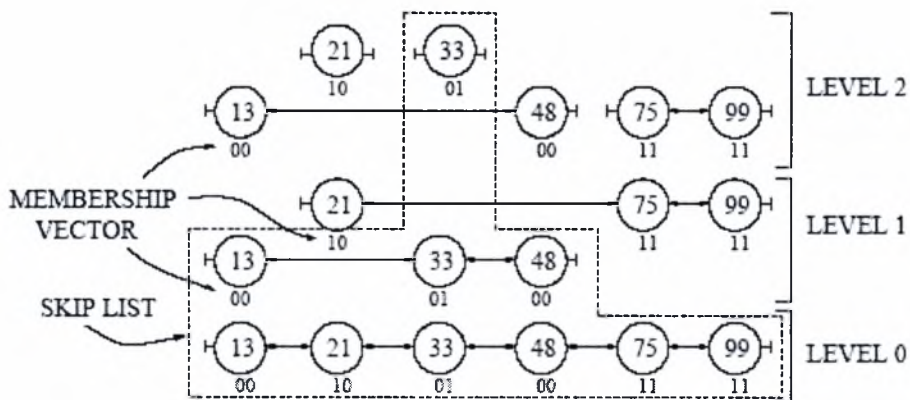 21 33
10 01
LEVEL 2
13 48 75 99
00 00 11 11
MEMBERSHIP
VECTOR
21 75 99
10 11 11
LEVEL 1
13 33 48
00 01 00
SKIP LIST
13 21 33 48 75 99
00 10 01 00 11 11
LEVEL 0